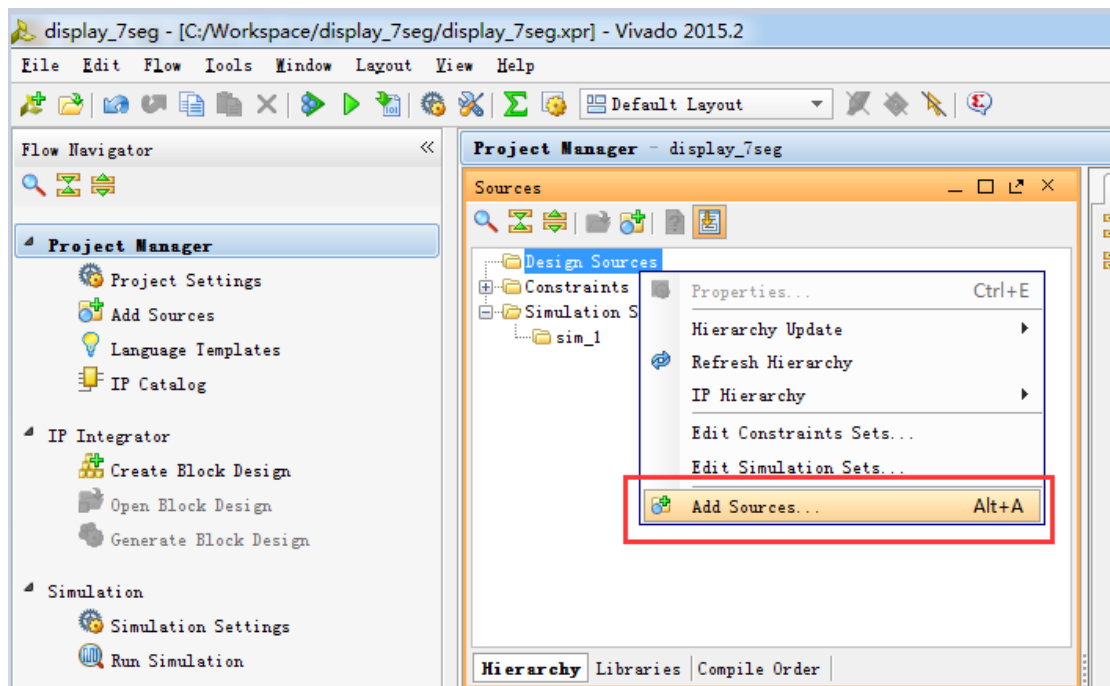 display_7seg - [C:/Workspace/display_7seg/display_7seg.xpr] - Vivado 2015.2
File Edit Flow Tools Window Layout View Help
Default Layout
Flow Navigator
Project Manager
Project Settings
Add Sources
Language Templates
IP Catalog
IP Integrator
Create Block Design
Open Block Design
Generate Block Design
Simulation
Simulation Settings
Run Simulation
Project Manager - display_7seg
Sources
Design Sources
Constraints
Simulation S
sim_1
Properties... Ctrl+E
Hierarchy Update
Refresh Hierarchy
IP Hierarchy
Edit Constraints Sets...
Edit Simulation Sets...
Add Sources... Alt+A
Hierarchy Libraries Compile Order